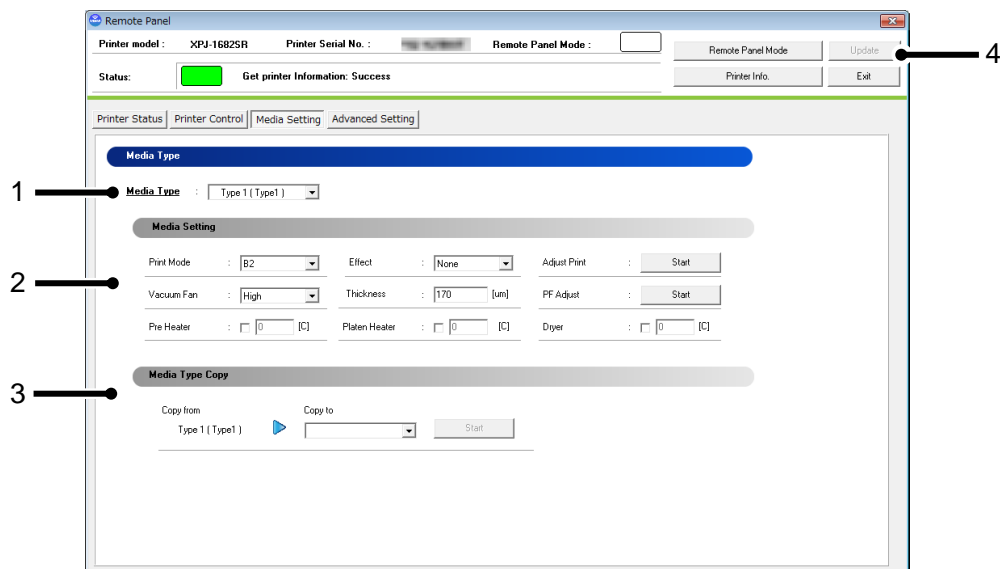 Remote Panel
Printer model : XPJ-1682SR Printer Serial No. : Remote Panel Mode :
Remote Panel Mode Update
4
Status: Get printer Information: Success
Printer Info. Exit
Printer Status Printer Control Media Setting Advanced Setting
Media Type
1
Media Type : Type 1 ( Type1 )
Media Setting
2
Print Mode : B2 Effect : None Adjust Print : Start
Vacuum Fan : High Thickness : 170 [um] PF Adjust : Start
Pre Heater : 0 [C] Platen Heater : 0 [C] Dryer : 0 [C]
3
Media Type Copy
Copy from Copy to
Type 1 ( Type1 ) Start